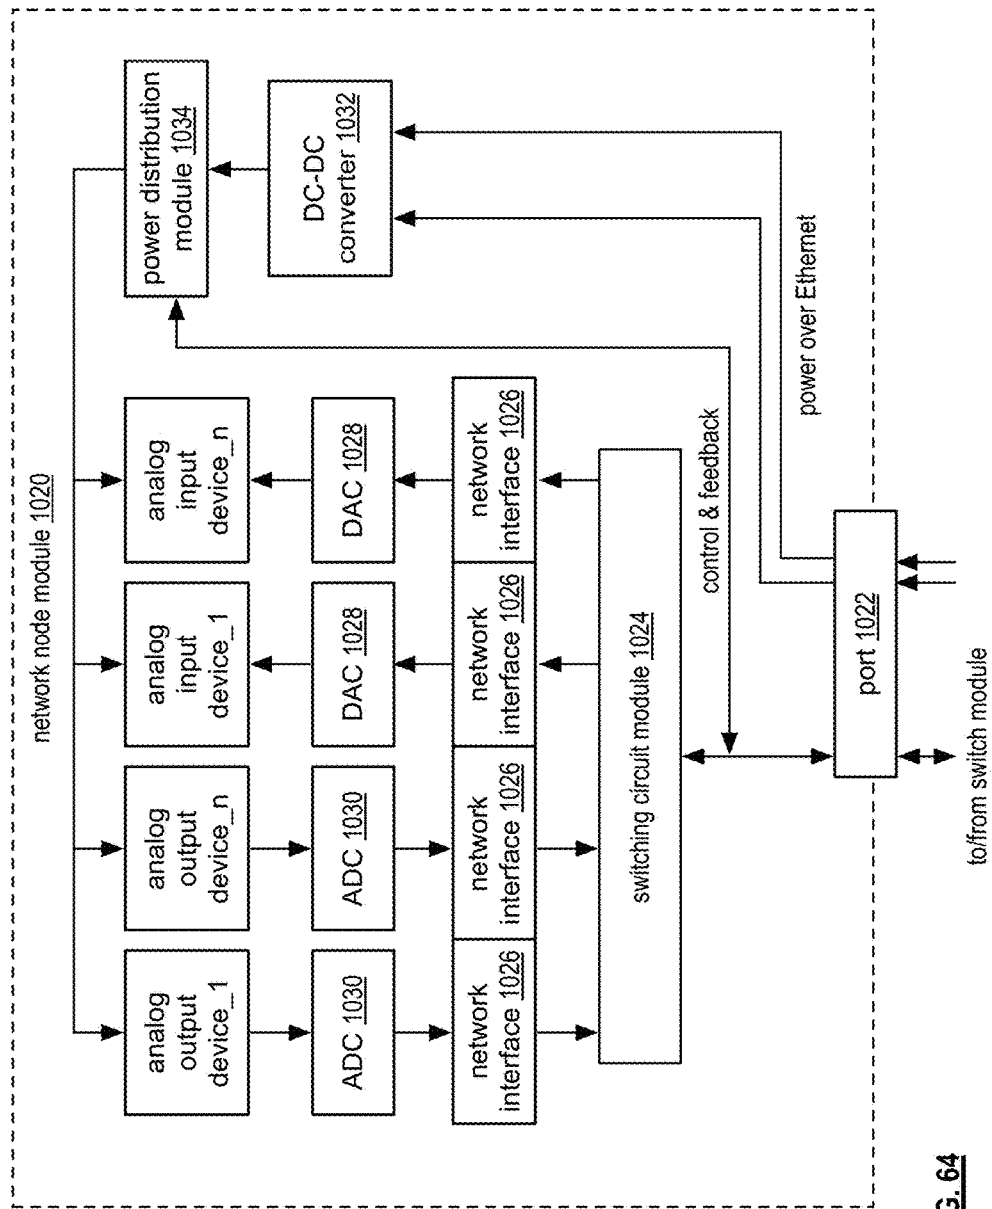 network node module 1020
analog
output
device_1
analog
output
device_n
analog
input
device_1
analog
input
device_n
power distribution
module 1034
ADC 1030
ADC 1030
DAC 1028
DAC 1028
DC-DC
converter 1032
network
interface 1026
network
interface 1026
network
interface 1026
network
interface 1026
switching circuit module 1024
control & feedback
power over Ethernet
port 1022
to/from switch module
G. 64